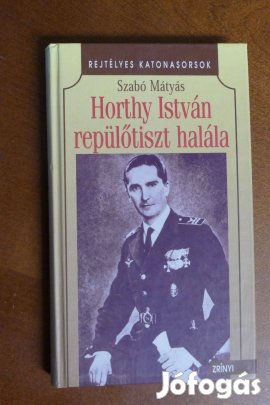 REJTÉLYES KATONASORSOK
Szabó Mátyás
Horthy István
repülőtiszt halála
ZRÍNYI
Jófogás